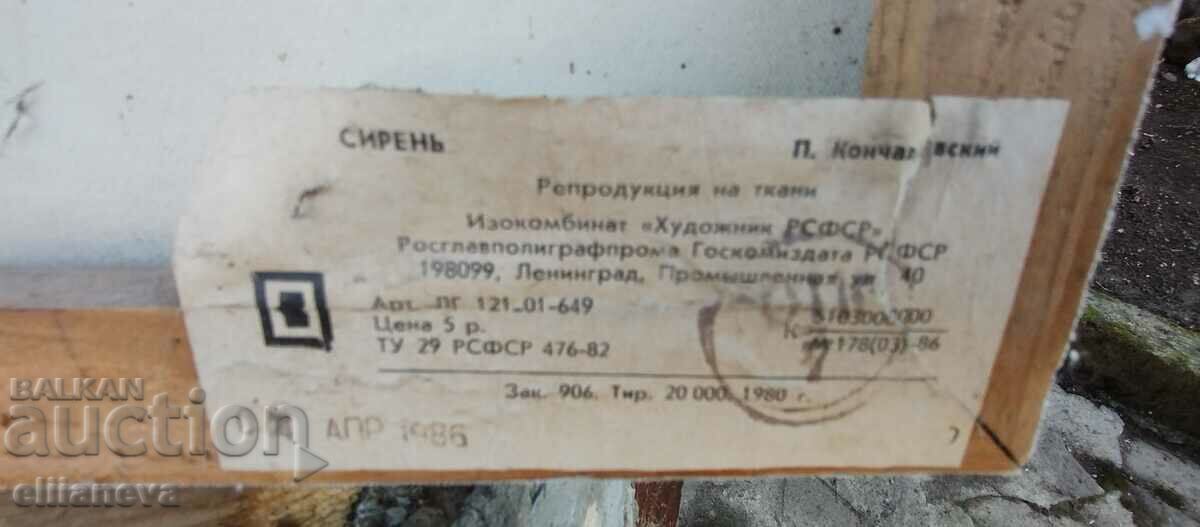 СИРЕНЬ П. Кончаловский
Репродукция на ткани
Изокомбинат «Художник РСФСР»
Росглавполиграфпрома Госкомиздата РСФСР
198099, Ленинград, Промышленная ул 40
Арт. ПГ 121-01-649
Цена 5 р.
ТУ 29 РСФСР 476-82
К 5103000000
М 178(03)-86
7
Зак. 906. Тир. 20 000. 1980 г.
АПР 1986
BALKAN
auction
ellianeva